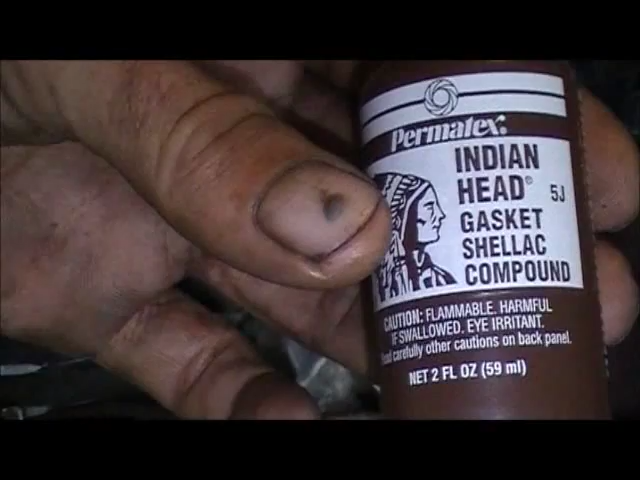 Permatex.
INDIAN
HEAD® 5J
GASKET
SHELLAC
COMPOUND
CAUTION: FLAMMABLE. HARMFUL
IF SWALLOWED. EYE IRRITANT.
Read carefully other cautions on back panel.
NET 2 FL OZ (59 ml)